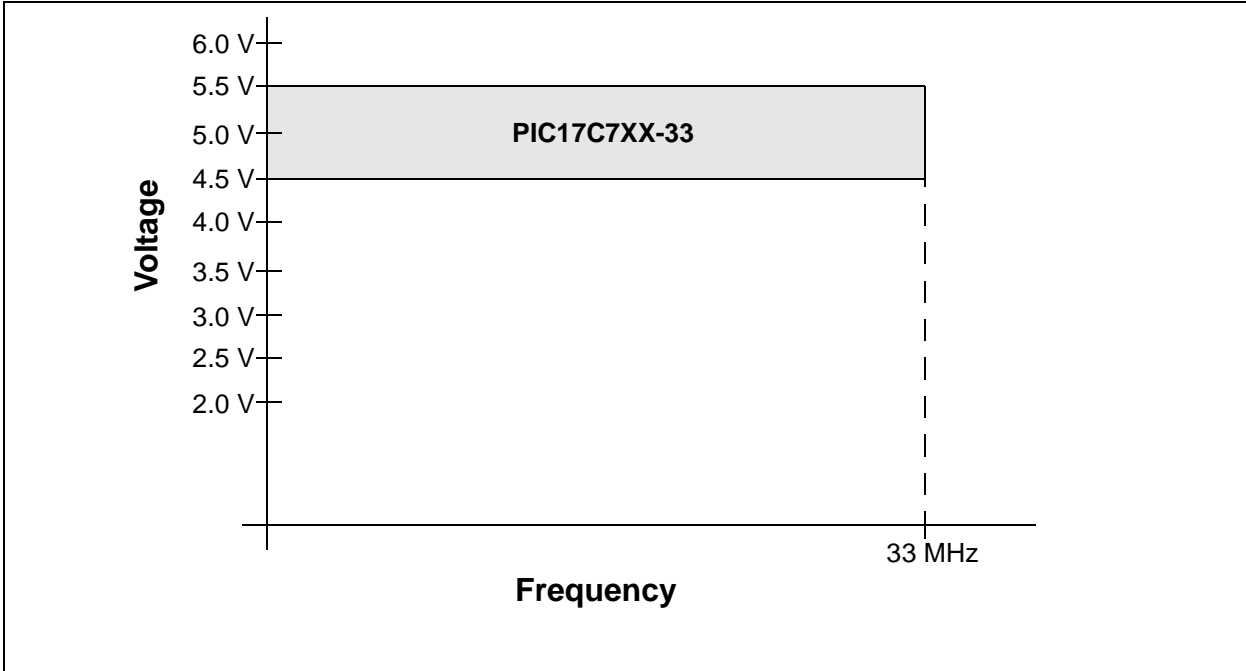 6.0 V
5.5 V
5.0 V
4.5 V
4.0 V
3.5 V
3.0 V
2.5 V
2.0 V
Voltage
PIC17C7XX-33
33 MHz
Frequency